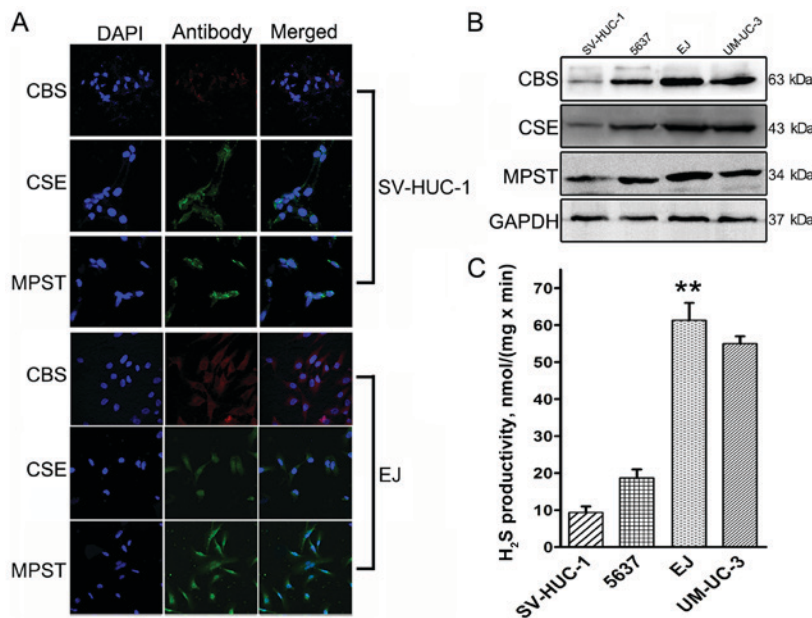 A
DAPI Antibody Merged
CBS
CSE
MPST
SV-HUC-1
CBS
CSE
MPST
EJ
B
SV-HUC-1 5637 EJ UM-UC-3
CBS 63 kDa
CSE 43 kDa
MPST 34 kDa
GAPDH 37 kDa
C
H₂S productivity, nmol/(mg x min)
70
60
50
40
30
20
10
0
**
SV-HUC-1 5637 EJ UM-UC-3